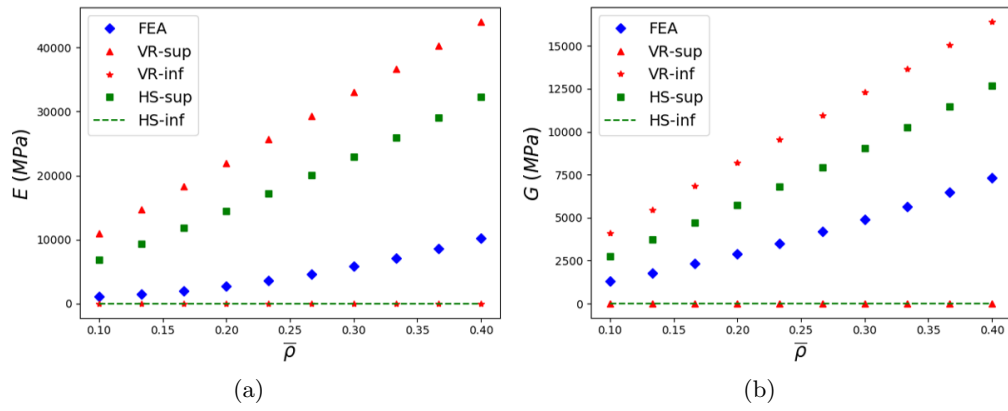 FEA
VR-sup
VR-inf
HS-sup
HS-inf
40000
30000
20000
10000
0
E (MPa)
0.10 0.15 0.20 0.25 0.30 0.35 0.40
ρ̅
(a)
FEA
VR-sup
VR-inf
HS-sup
HS-inf
15000
12500
10000
7500
5000
2500
0
G (MPa)
0.10 0.15 0.20 0.25 0.30 0.35 0.40
ρ̅
(b)